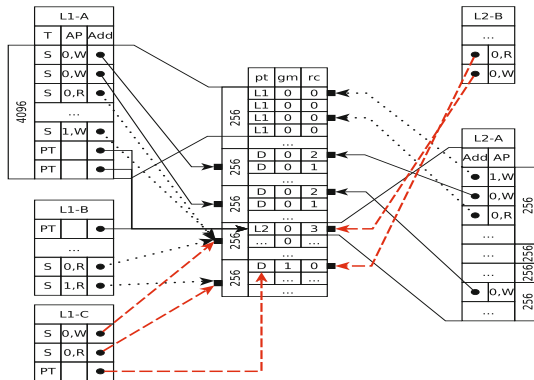 L1-A
T AP Add
S 0,W
S 0,W
S 0,R
...
S 1,W
PT
PT
4096
L1-B
PT
...
S 0,R
S 1,R
L1-C
S 0,W
S 0,R
PT
pt gm rc
L1 0 0
L1 0 0
L1 0 0
L1 0 0
...
256
D 0 2
D 0 1
...
256
D 0 2
D 0 1
...
256
L2 0 3
... 0 ...
...
256
D 1 0
... ... ...
...
256
L2-B
...
0,R
0,W
L2-A
Add AP
1,W
0,W
0,R
...
...
...
0,W
...
256
256
256
256